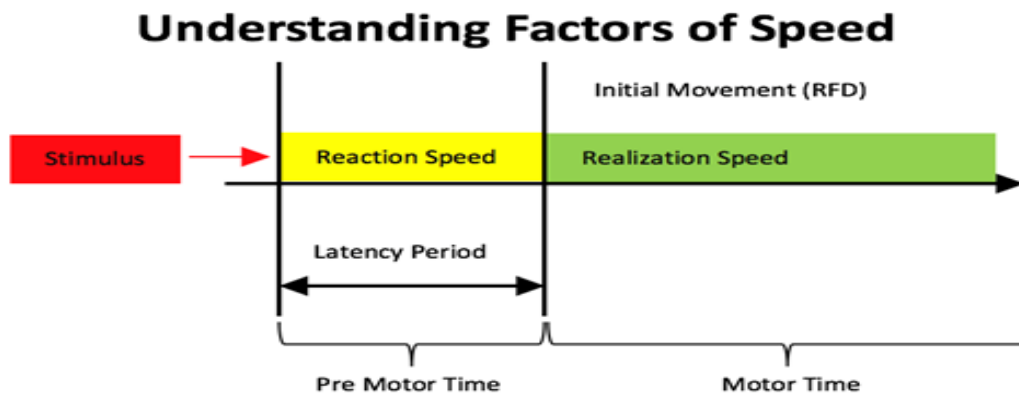 Understanding Factors of Speed
Initial Movement (RFD)
Stimulus
Reaction Speed
Realization Speed
Latency Period
Pre Motor Time
Motor Time